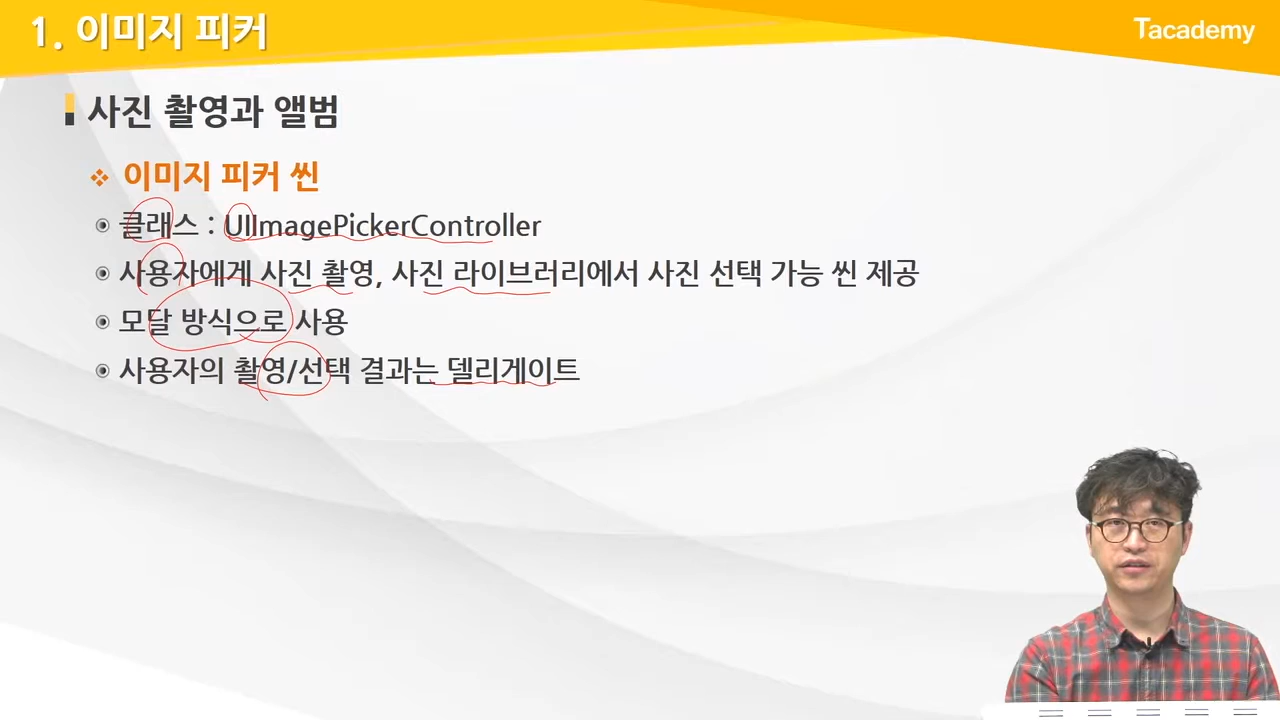 1. 이미지 피커
Tacademy
사진 촬영과 앨범
이미지 피커 씬
클래스 : UIImagePickerController
사용자에게 사진 촬영, 사진 라이브러리에서 사진 선택 가능 씬 제공
모달 방식으로 사용
사용자의 촬영/선택 결과는 델리게이트